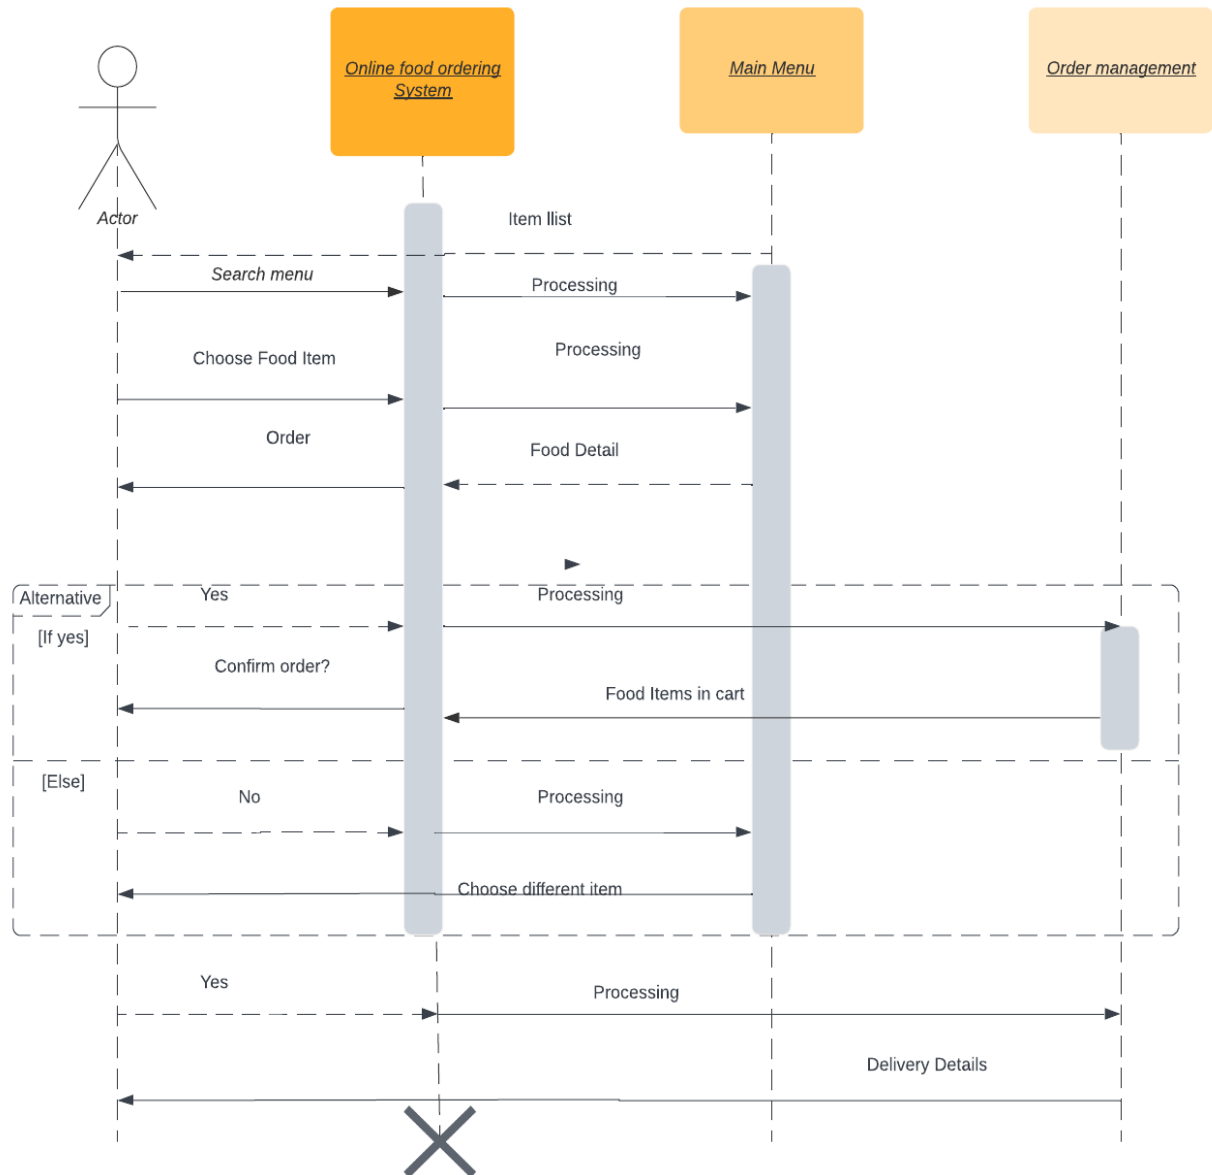 Online food ordering
System
Main Menu
Order management
Actor
Item llist
Search menu
Processing
Choose Food Item
Processing
Order
Food Detail
Alternative
Yes
Processing
[If yes]
Confirm order?
Food Items in cart
[Else]
No
Processing
Choose different item
Yes
Processing
Delivery Details